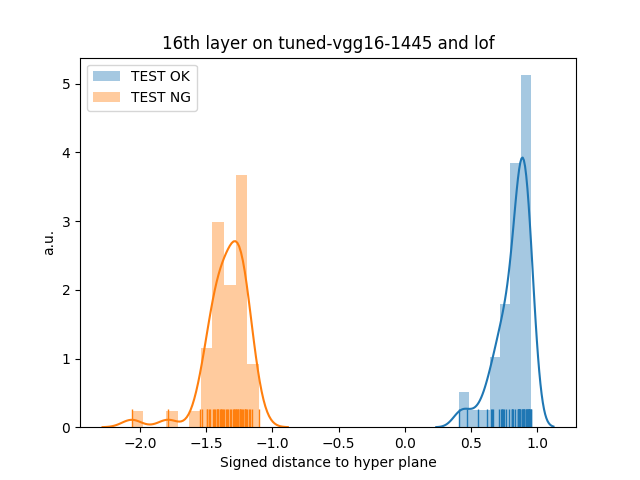 16th layer on tuned-vgg16-1445 and lof
TEST OK
TEST NG
a.u.
5
4
3
2
1
0
−2.0 −1.5 −1.0 −0.5 0.0 0.5 1.0
Signed distance to hyper plane